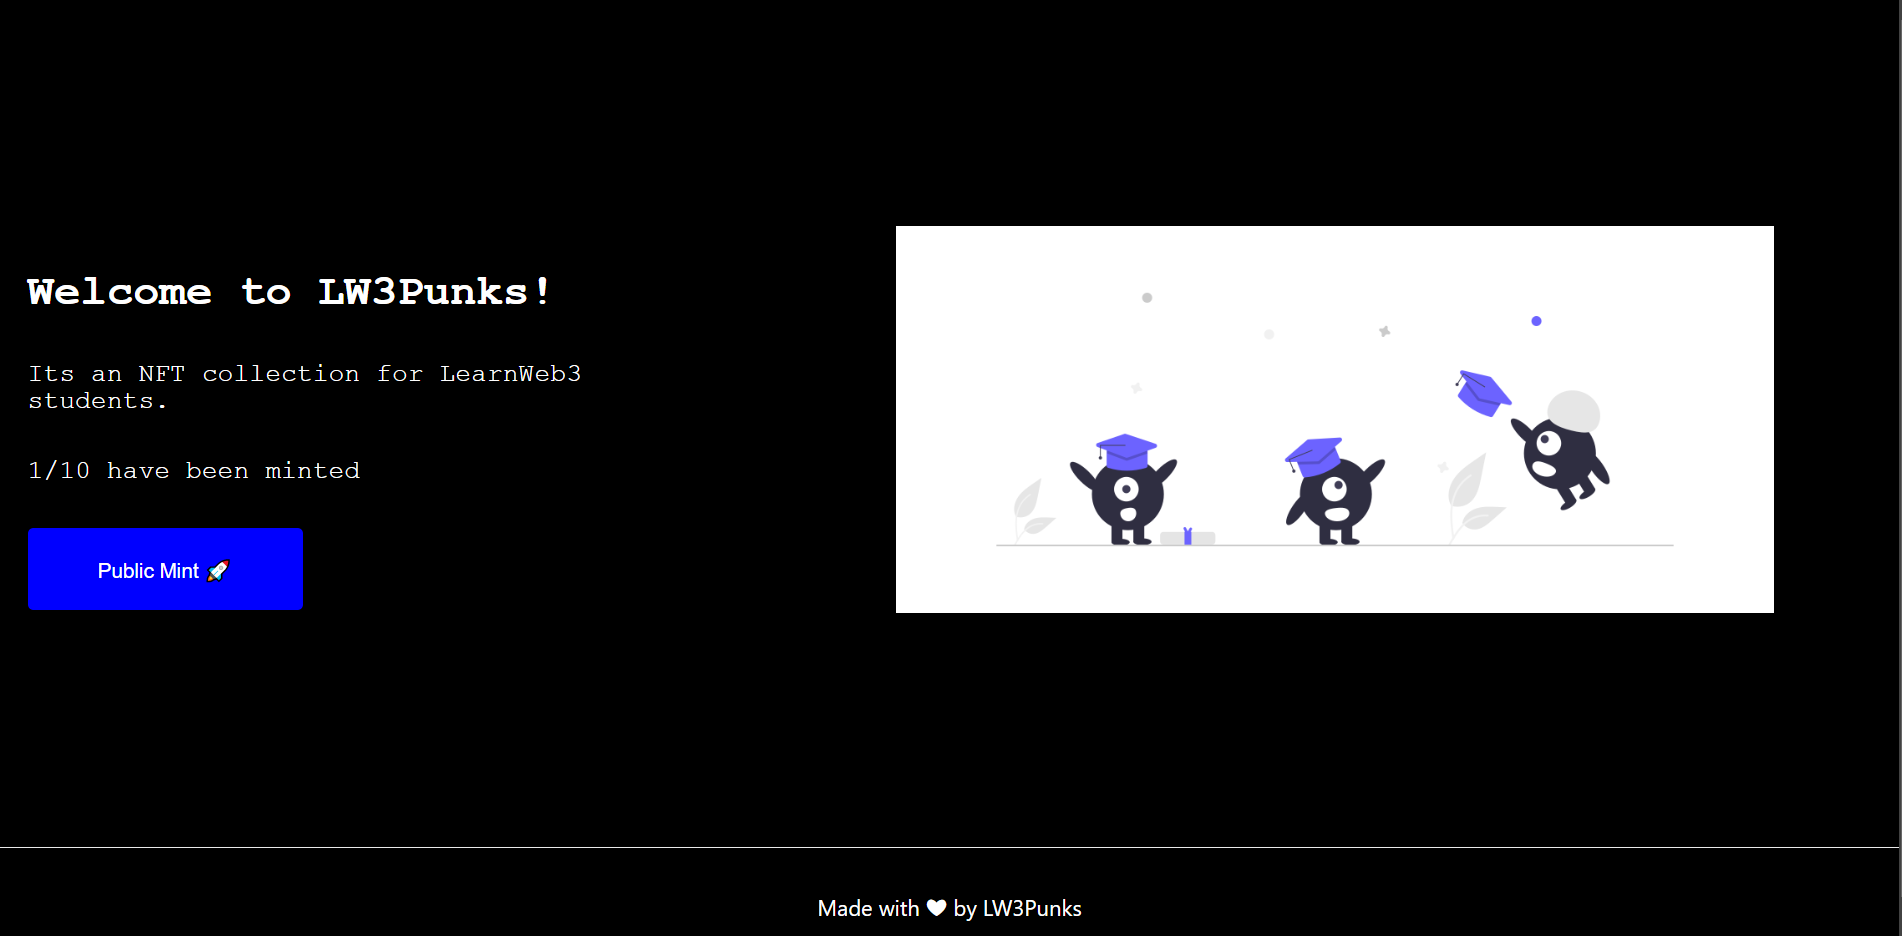 Welcome to LW3Punks!
Its an NFT collection for LearnWeb3
students.
1/10 have been minted
Public Mint 🚀
Made with ♥ by LW3Punks